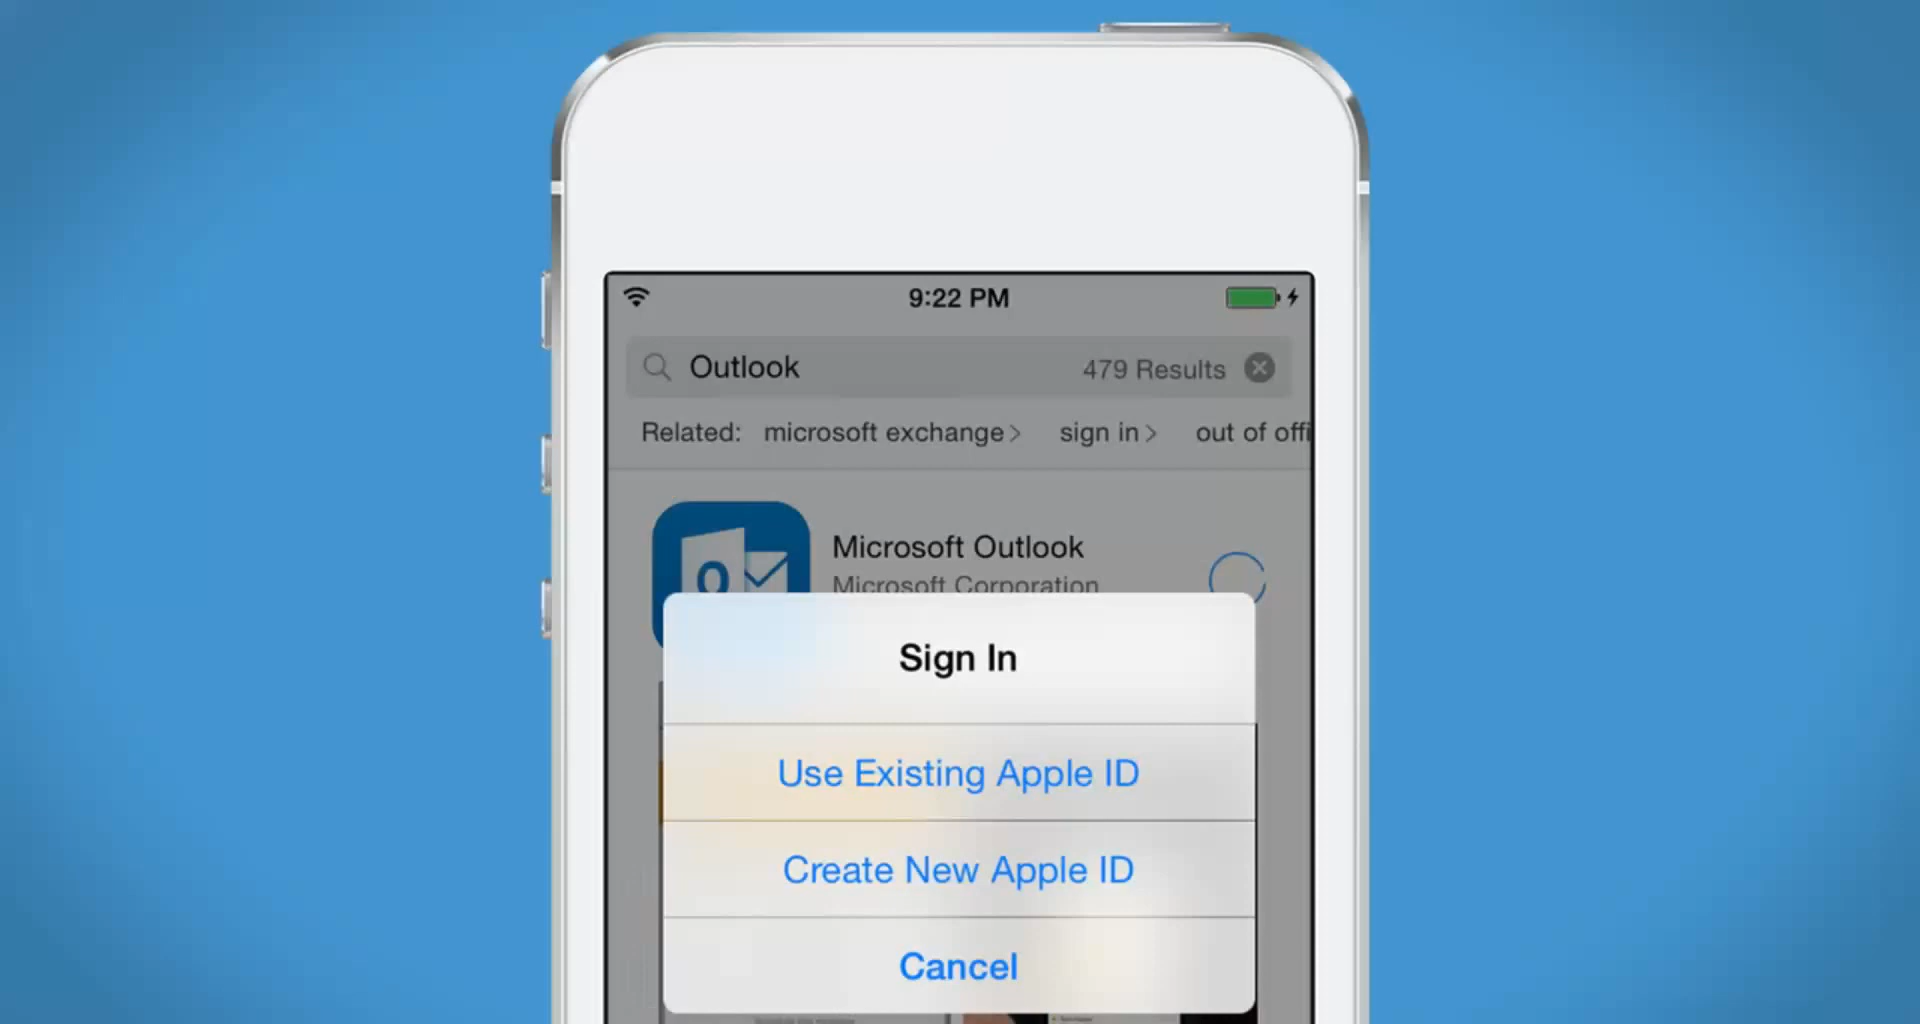 9:22 PM
Outlook 479 Results
Related: microsoft exchange > sign in > out of offi
Microsoft Outlook
Microsoft Corporation
Sign In
Use Existing Apple ID
Create New Apple ID
Cancel